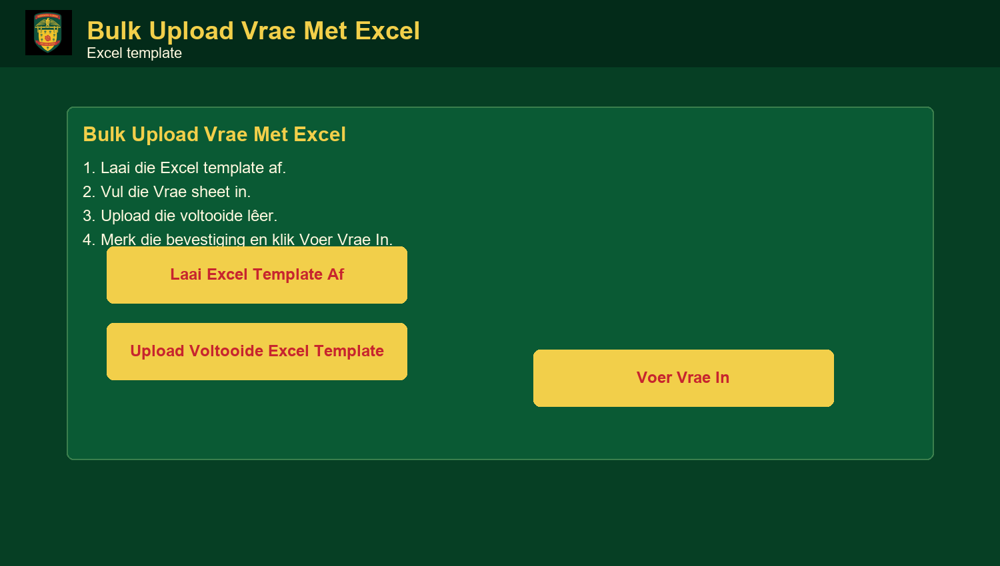 Bulk Upload Vrae Met Excel
Excel template
Bulk Upload Vrae Met Excel
1. Laai die Excel template af.
2. Vul die Vrae sheet in.
3. Upload die voltooide lêer.
4. Merk die bevestiging en klik Voer Vrae In.
Laai Excel Template Af
Upload Voltooide Excel Template
Voer Vrae In